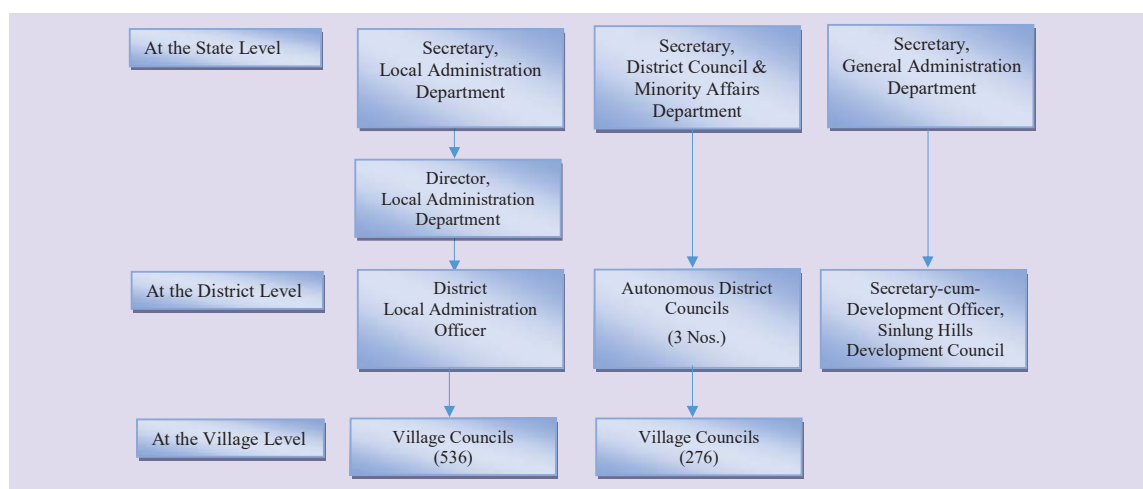 At the State Level
Secretary,
Local Administration
Department
Secretary,
District Council &
Minority Affairs
Department
Secretary,
General Administration
Department
Director,
Local Administration
Department
At the District Level
District
Local Administration
Officer
Autonomous District
Councils
(3 Nos.)
Secretary-cum-
Development Officer,
Sinlung Hills
Development Council
At the Village Level
Village Councils
(536)
Village Councils
(276)